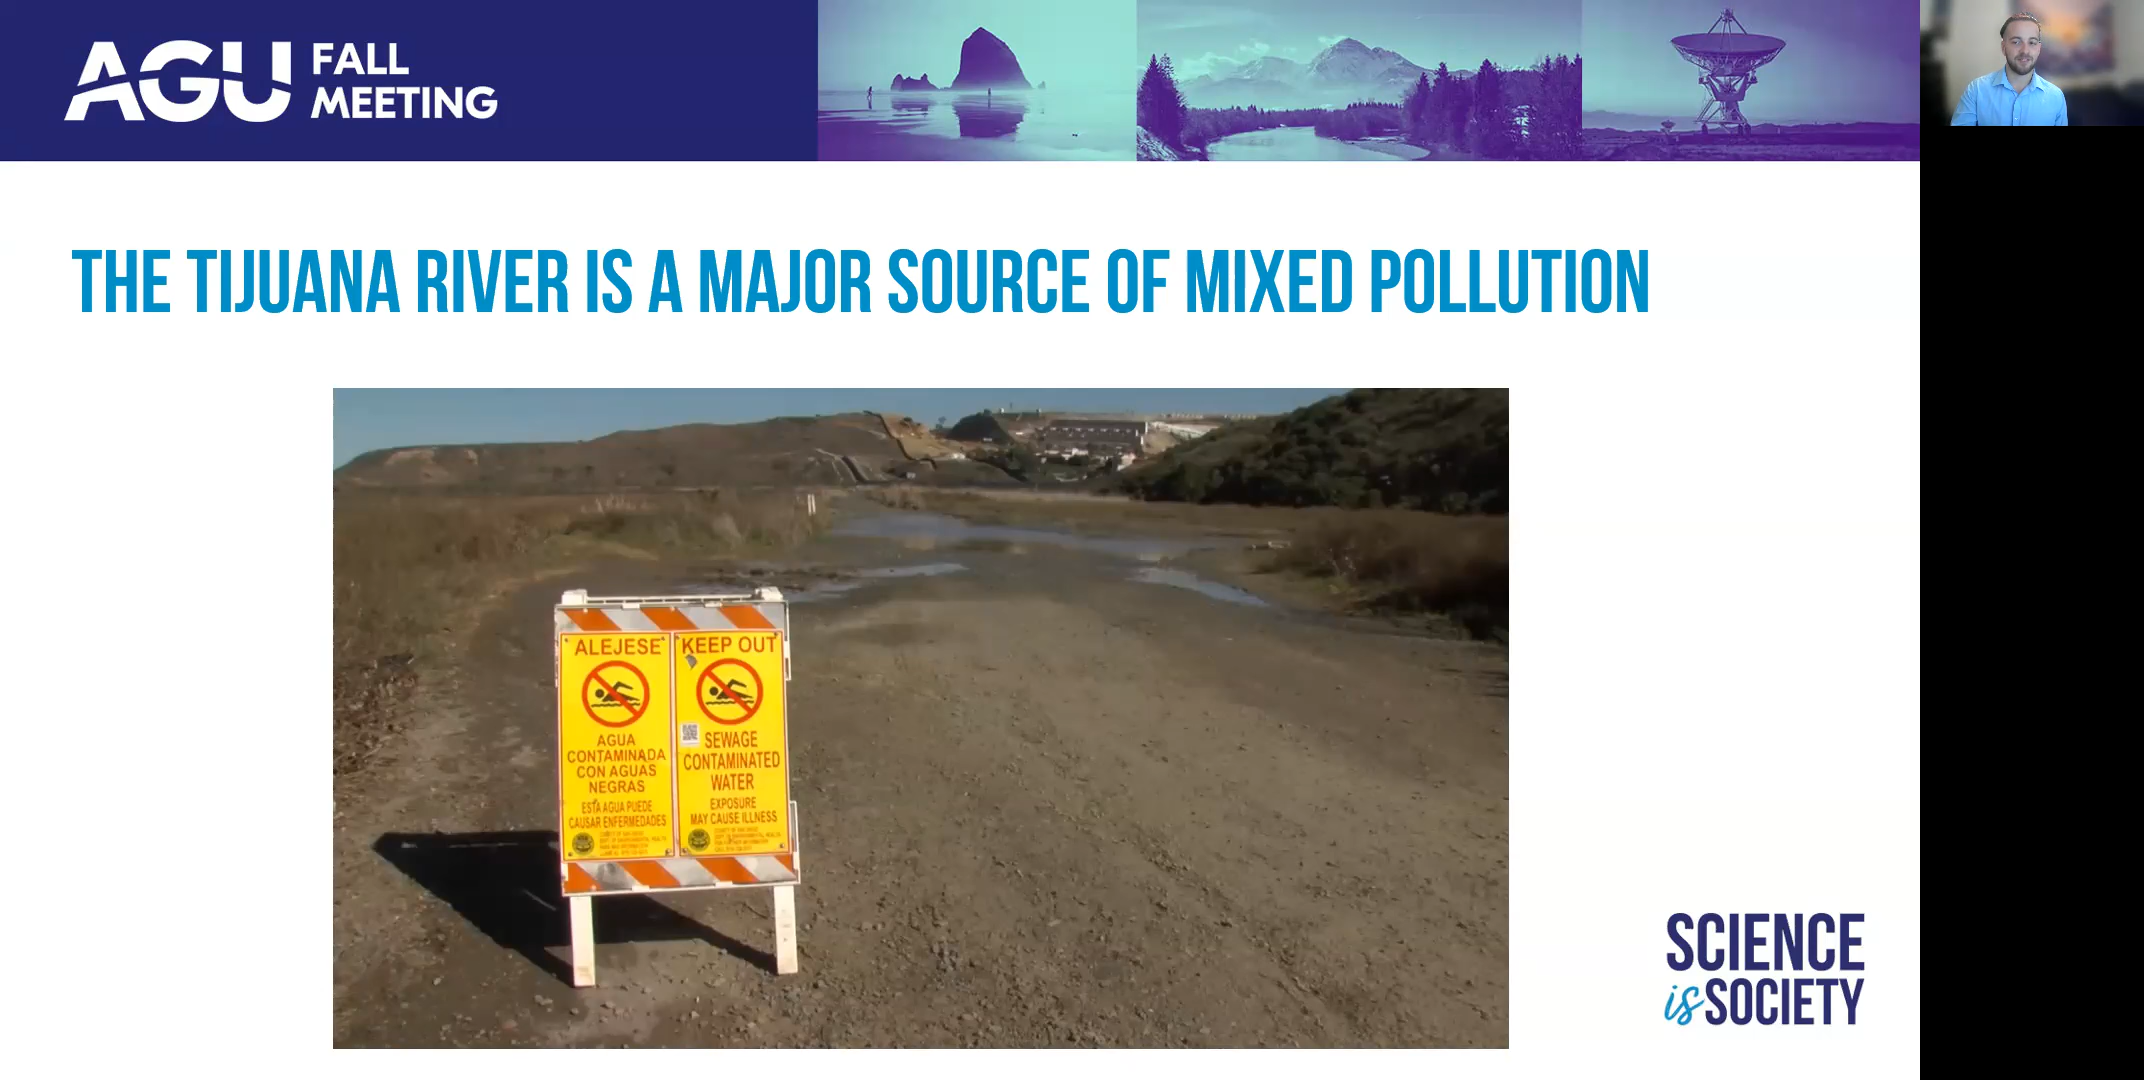 AGU FALL
MEETING
THE TIJUANA RIVER IS A MAJOR SOURCE OF MIXED POLLUTION
ALEJESE
AGUA
CONTAMINADA
CON AGUAS
NEGRAS
ESTA AGUA PUEDE
CAUSAR ENFERMEDADES
KEEP OUT
SEWAGE
CONTAMINATED
WATER
EXPOSURE
MAY CAUSE ILLNESS
SCIENCE
is SOCIETY